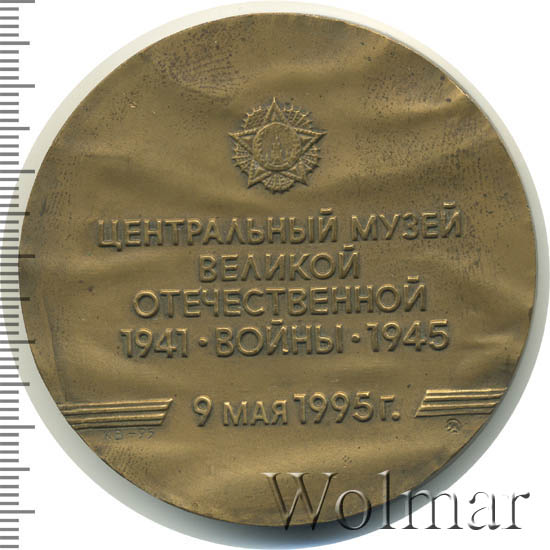 ЦЕНТРАЛЬНЫЙ МУЗЕЙ
ВЕЛИКОЙ
ОТЕЧЕСТВЕННОЙ
1941 • ВОЙНЫ • 1945
9 МАЯ 1995 г.
Wolmar